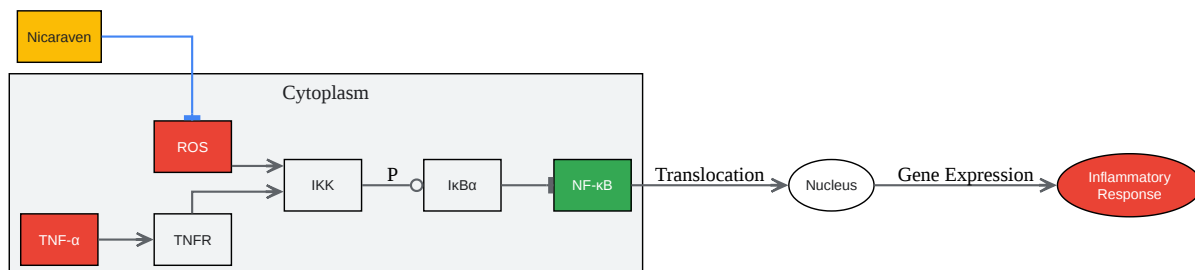 Nicaraven
Cytoplasm
ROS
IKK
P
IκBα
NF-κB
Translocation
Nucleus
Gene Expression
Inflammatory
Response
TNF-α
TNFR